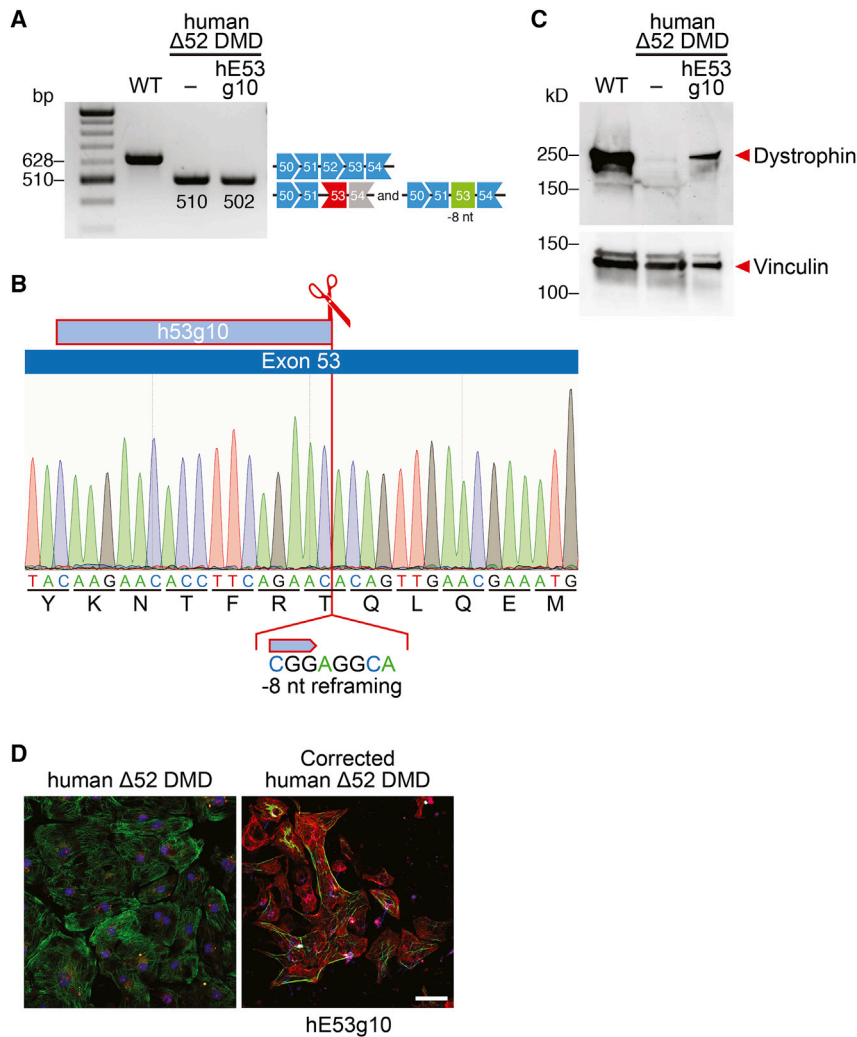 A
human
Δ52 DMD
hE53
g10
WT
–
bp
628–
510–
510
502
50 51 52 53 54
50 51 53 54 and 50 51 53 54
-8 nt
B
h53g10
Exon 53
TACAAGAACACCTTCAGAACACAGTTGAACGAAATG
Y K N T F R T Q L Q E M
CGGAGGCA
-8 nt reframing
C
human
Δ52 DMD
hE53
g10
WT
–
kD
250–
150–
Dystrophin
150–
100–
Vinculin
D
human Δ52 DMD
Corrected
human Δ52 DMD
hE53g10